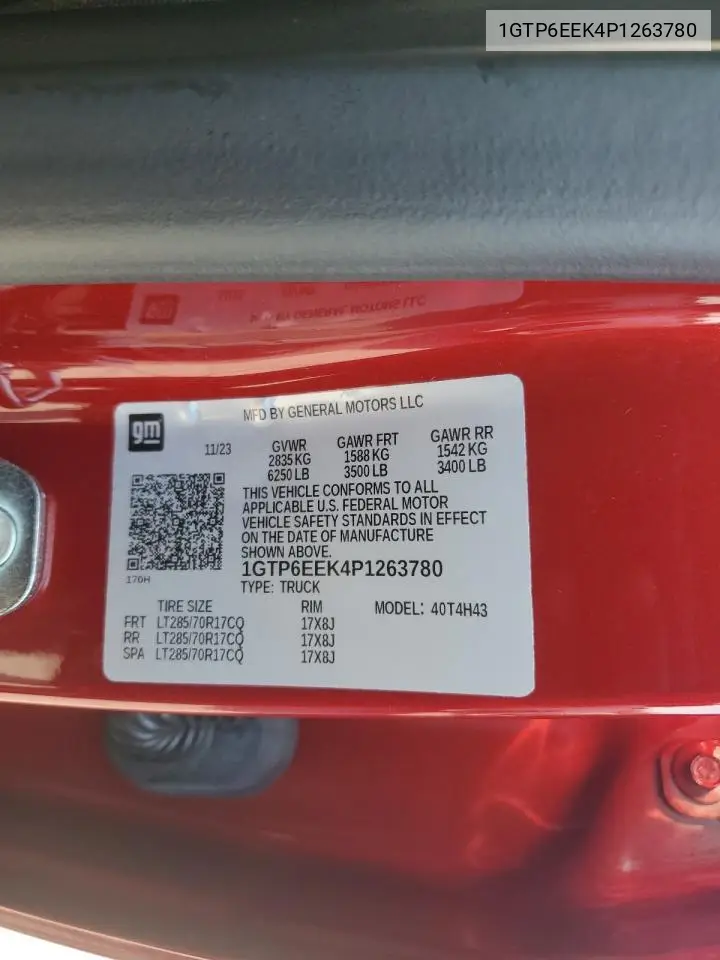 1GTP6EEK4P1263780
gm
MFD BY GENERAL MOTORS LLC
11/23 GVWR GAWR FRT GAWR RR
2835 KG 1588 KG 1542 KG
6250 LB 3500 LB 3400 LB
THIS VEHICLE CONFORMS TO ALL
APPLICABLE U.S. FEDERAL MOTOR
VEHICLE SAFETY STANDARDS IN EFFECT
ON THE DATE OF MANUFACTURE
SHOWN ABOVE.
170H
1GTP6EEK4P1263780
TYPE: TRUCK
TIRE SIZE RIM MODEL: 40T4H43
FRT LT285/70R17CQ 17X8J
RR LT285/70R17CQ 17X8J
SPA LT285/70R17CQ 17X8J